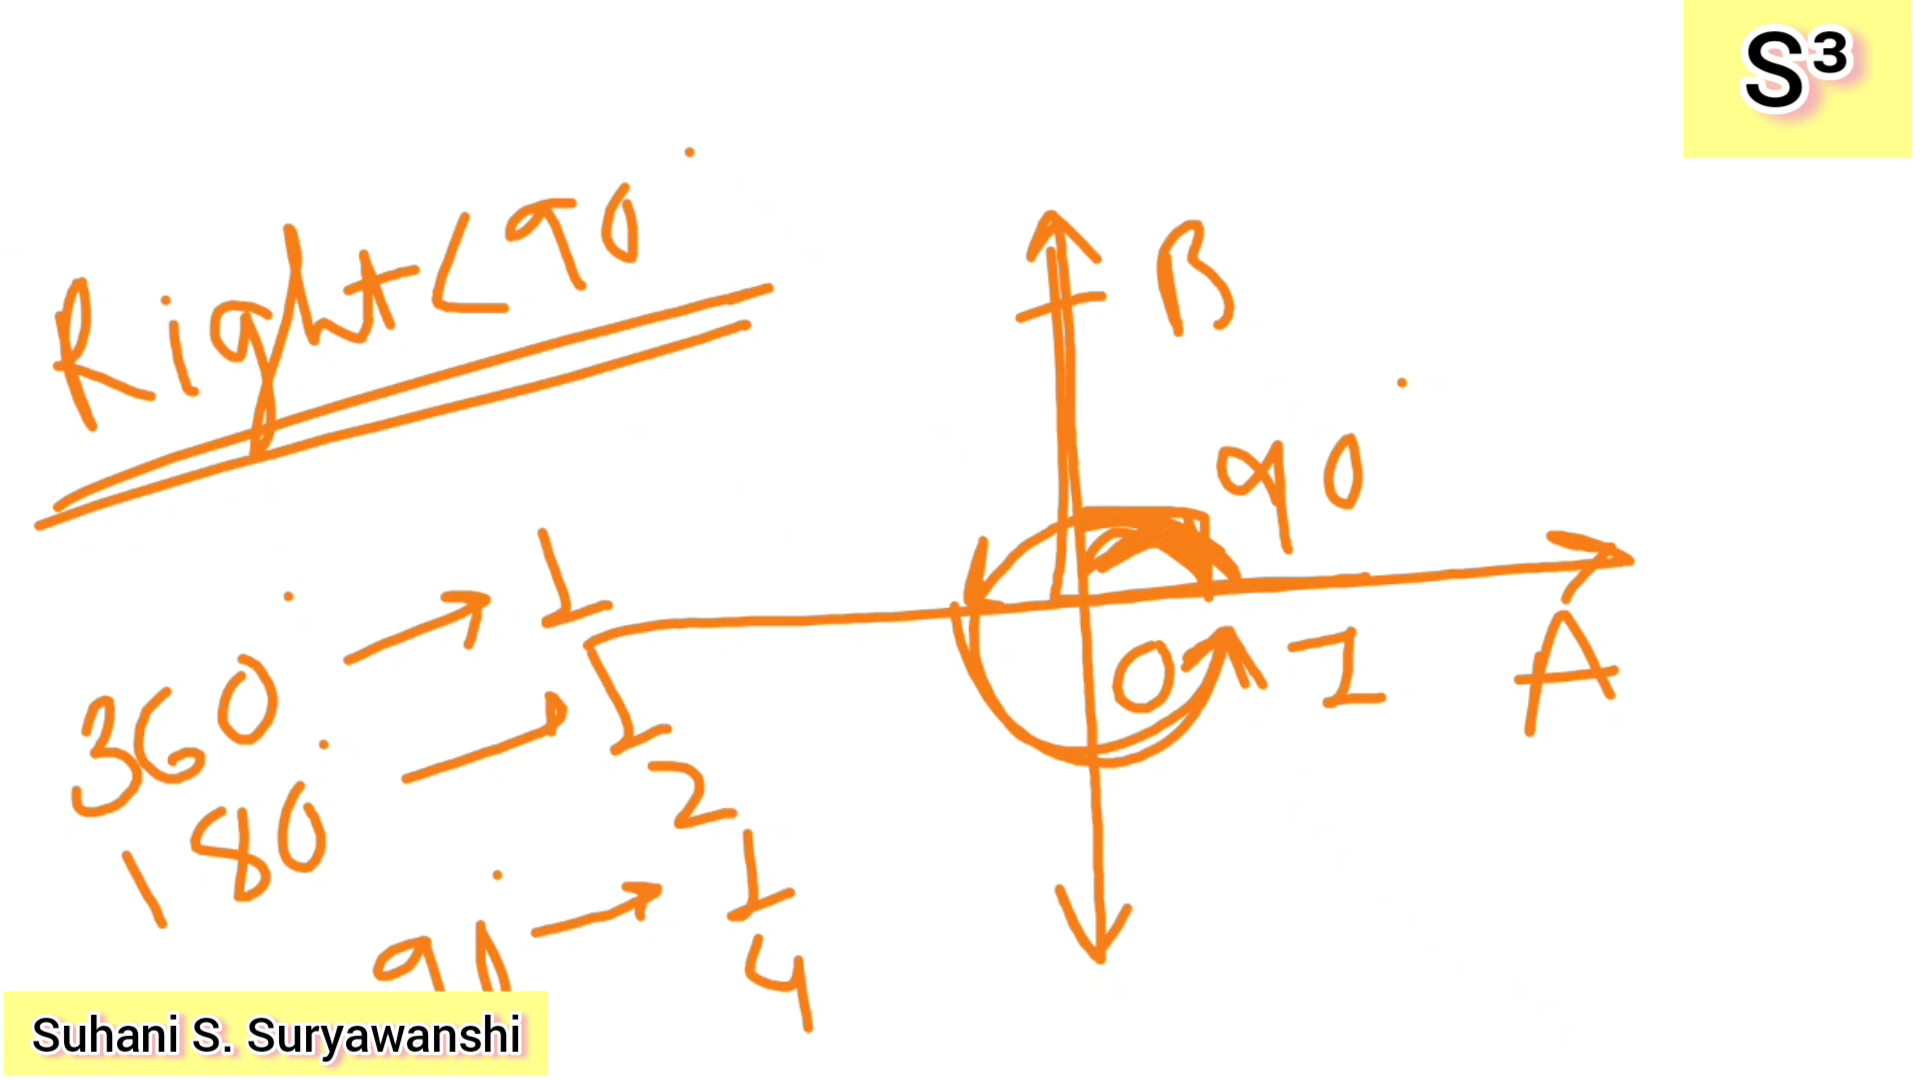 S³
Right ∠ 90°
B
90°
360° → 1
180° → 1/2
O 1 A
90° → 1/4
Suhani S. Suryawanshi